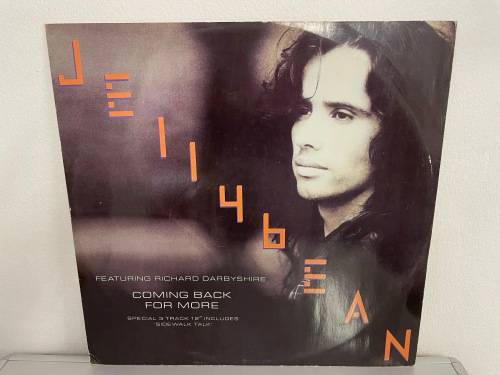 JELLYBEAN
FEATURING RICHARD DARBYSHIRE
COMING BACK
FOR MORE
SPECIAL 3 TRACK 12" INCLUDES
'SIDEWALK TALK'